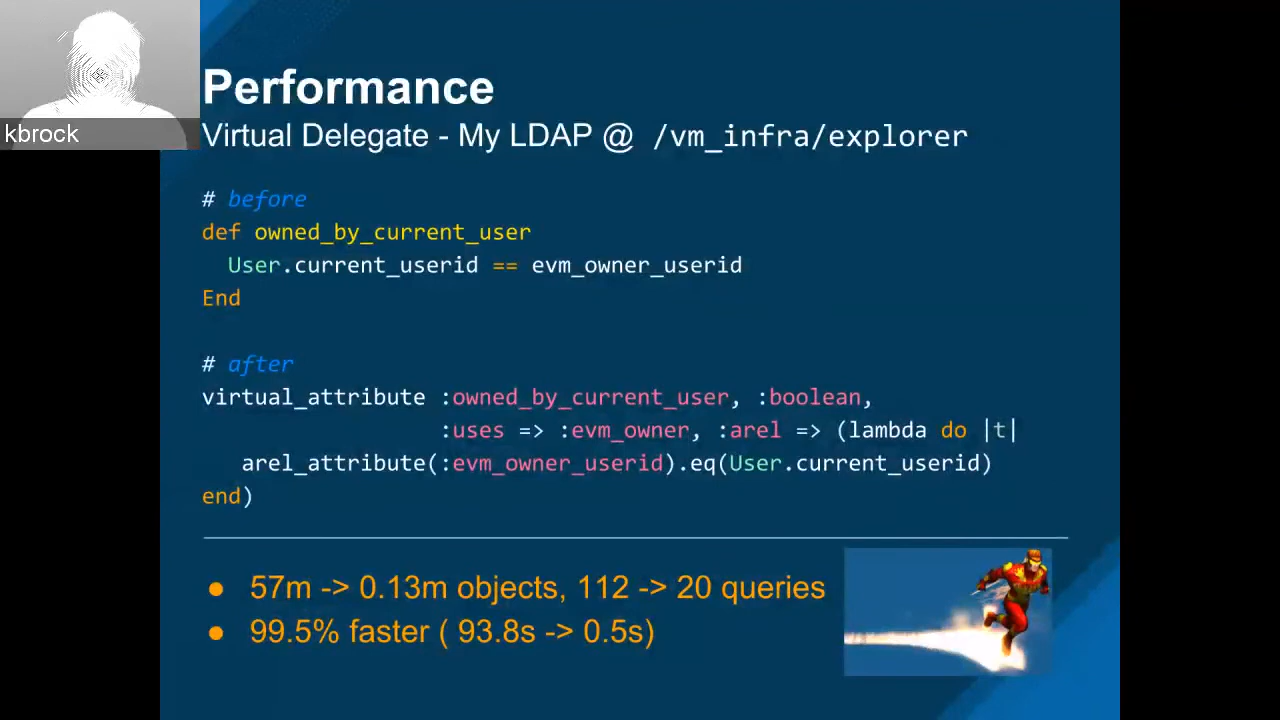 kbrock
Performance
Virtual Delegate - My LDAP @ /vm_infra/explorer
# before
def owned_by_current_user
  User.current_userid == evm_owner_userid
End
# after
virtual_attribute :owned_by_current_user, :boolean,
                  :uses => :evm_owner, :arel => (lambda do |t|
   arel_attribute(:evm_owner_userid).eq(User.current_userid)
end)
● 57m -> 0.13m objects, 112 -> 20 queries
● 99.5% faster ( 93.8s -> 0.5s)